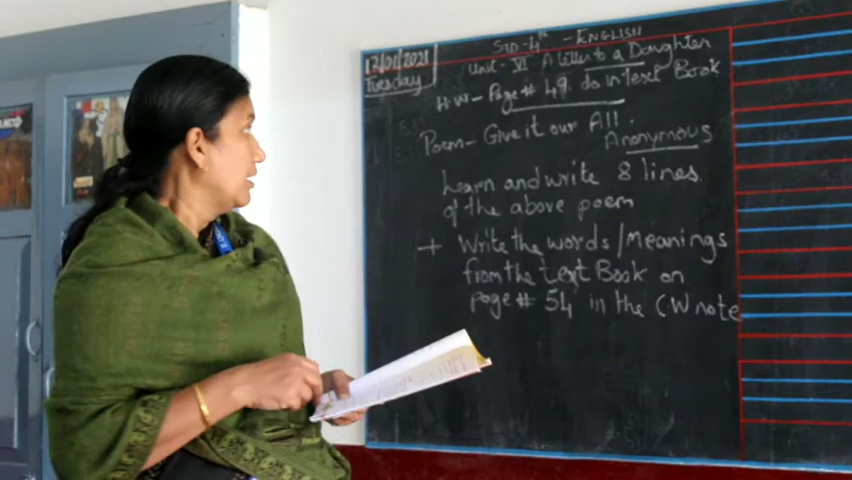 12/01/2021
Tuesday
STD-4th - ENGLISH
Unit - VI A letter to a Daughter
H.W - Page # 49. do in text Book
Poem - Give it our All.
Anonymous
Learn and write 8 lines
of the above poem
+ Write the words/Meanings
from the text Book on
page # 54 in the C.W note